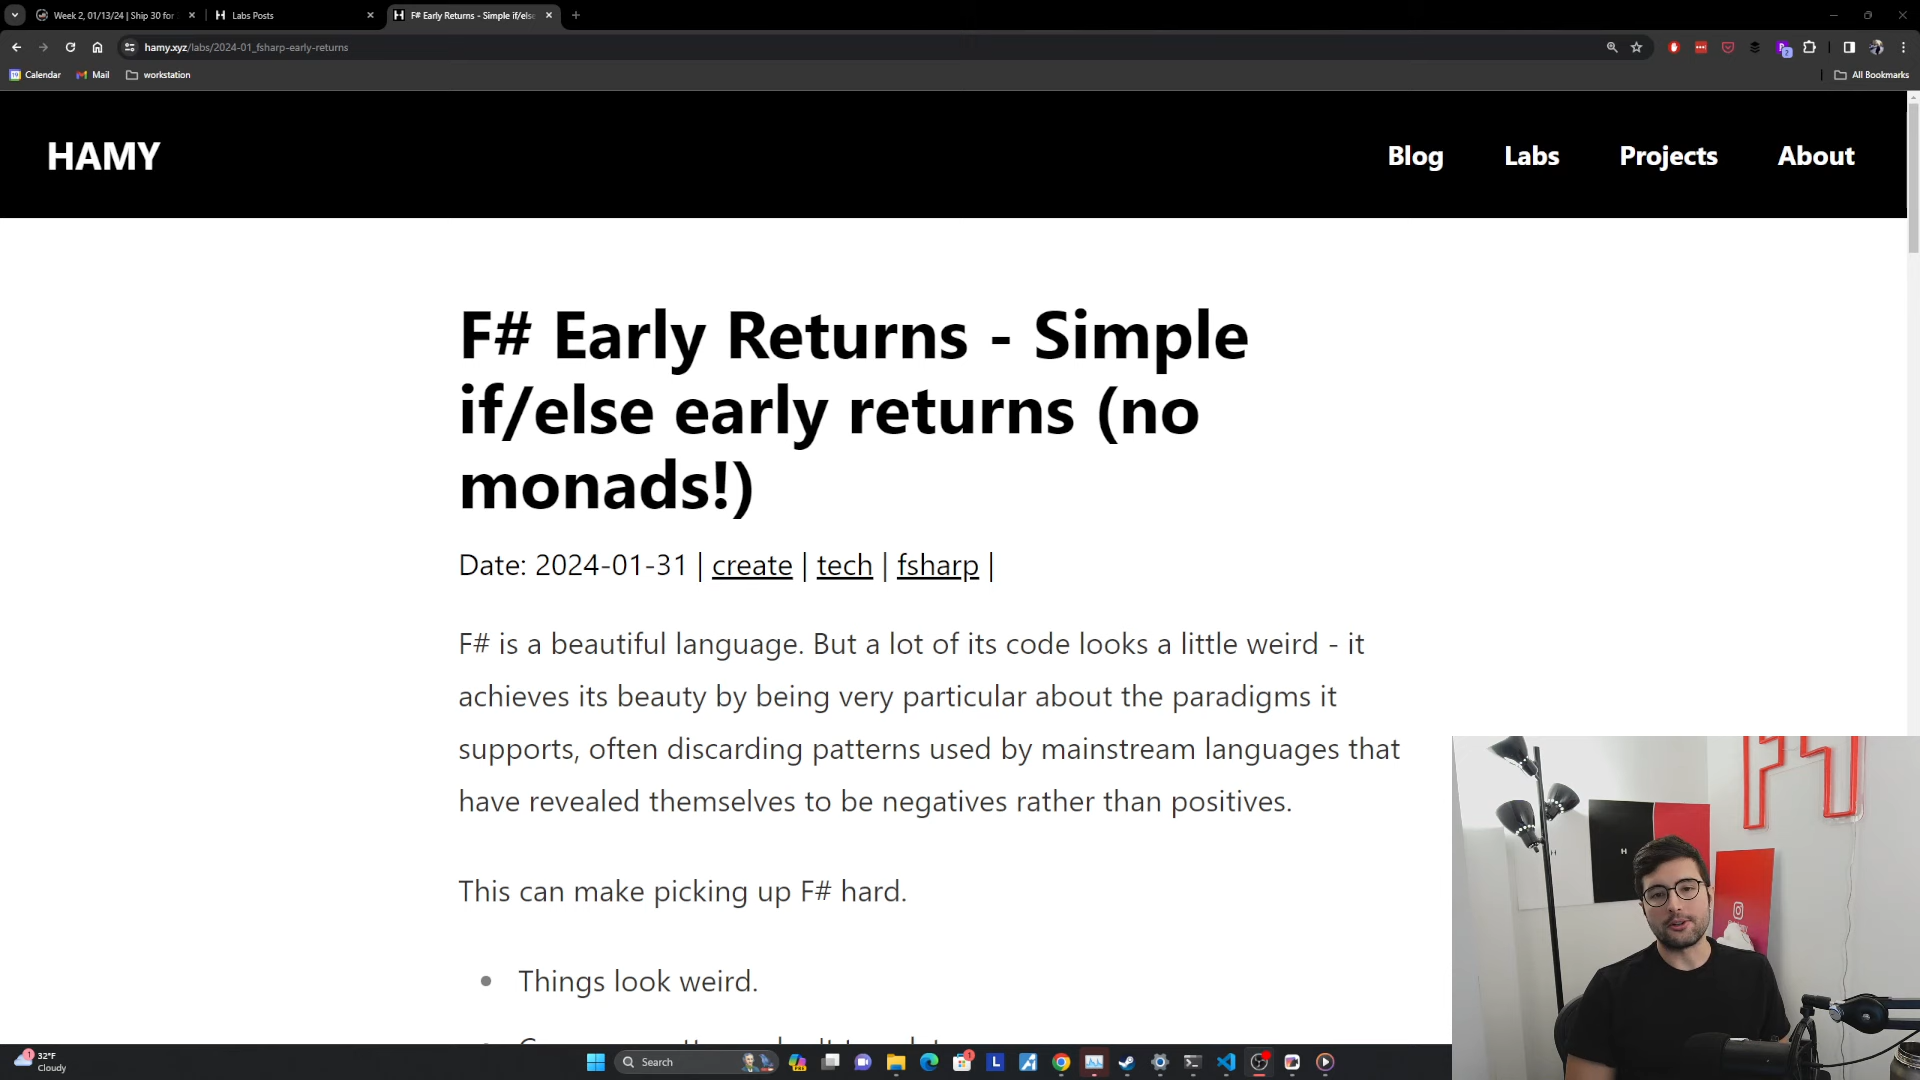 Week 2, 01/13/24 | Ship 30 for
Labs Posts
F# Early Returns - Simple if/els
hamy.xyz/labs/2024-01_fsharp-early-returns
Calendar
Mail
workstation
All Bookmarks
HAMY
Blog
Labs
Projects
About
F# Early Returns - Simple
if/else early returns (no
monads!)
Date: 2024-01-31 | create | tech | fsharp |
F# is a beautiful language. But a lot of its code looks a little weird - it
achieves its beauty by being very particular about the paradigms it
supports, often discarding patterns used by mainstream languages that
have revealed themselves to be negatives rather than positives.
This can make picking up F# hard.
Things look weird.
32°F
Cloudy
Search